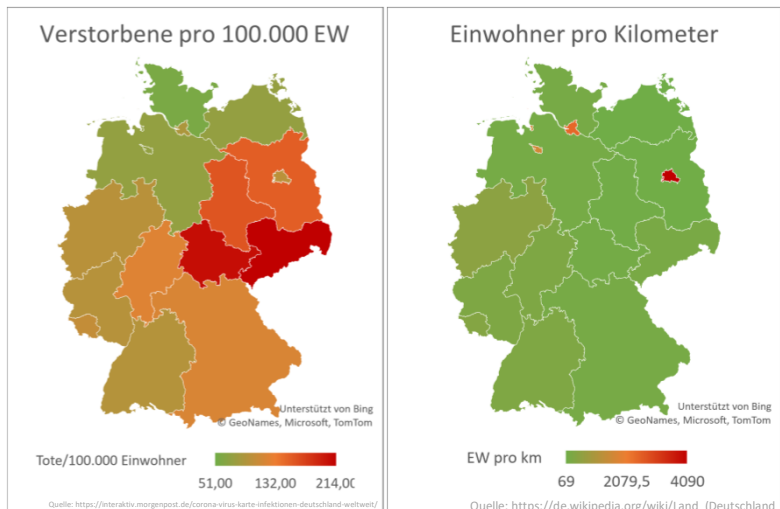 Verstorbene pro 100.000 EW
Unterstützt von Bing
© GeoNames, Microsoft, TomTom
Tote/100.000 Einwohner
51,00 132,00 214,00
Quelle: https://interaktiv.morgenpost.de/corona-virus-karte-infektionen-deutschland-weltweit/
Einwohner pro Kilometer
Unterstützt von Bing
© GeoNames, Microsoft, TomTom
EW pro km
69 2079,5 4090
Quelle: https://de.wikipedia.org/wiki/Land_(Deutschland